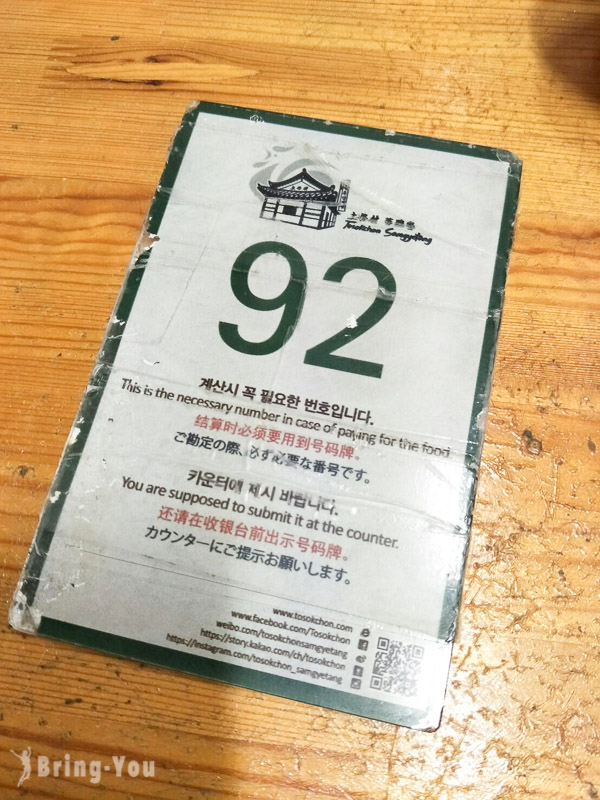 土俗村 蔘鷄湯
Tosokchon Samgyetang
92
계산시 꼭 필요한 번호입니다.
This is the necessary number in case of paying for the food.
结算时必须要用到号码牌。
ご勘定の際、必ず必要な番号です。
카운터에 제시 바랍니다.
You are supposed to submit it at the counter.
还请在收银台前出示号码牌。
カウンターにご提示お願いします。
www.tosokchon.com
www.facebook.com/Tosokchon
weibo.com/tosokchonsamgyetang
https://story.kakao.com/ch/tosokchon
https://instagram.com/tosokchon_samgyetang
Bring-You